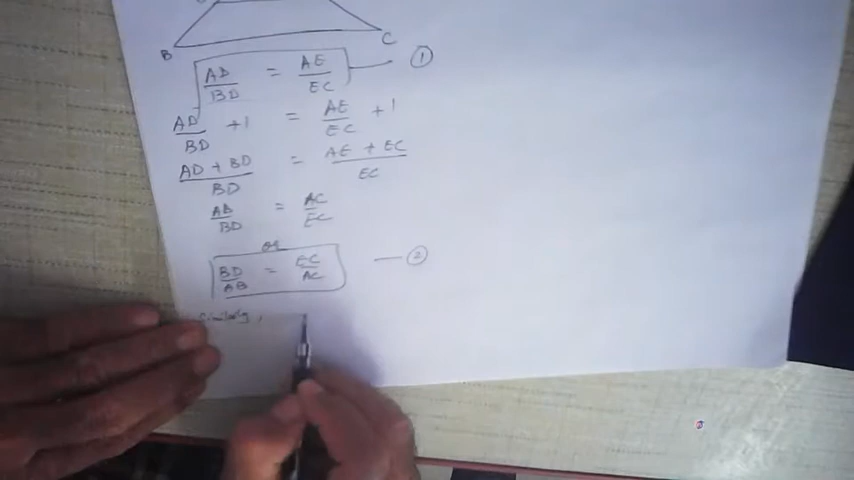 B C
AD/BD = AE/EC — 1
AD/BD + 1 = AE/EC + 1
AD + BD/BD = AE + EC/EC
AB/BD = AC/EC
or
BD/AB = EC/AC — 2
Similarly,